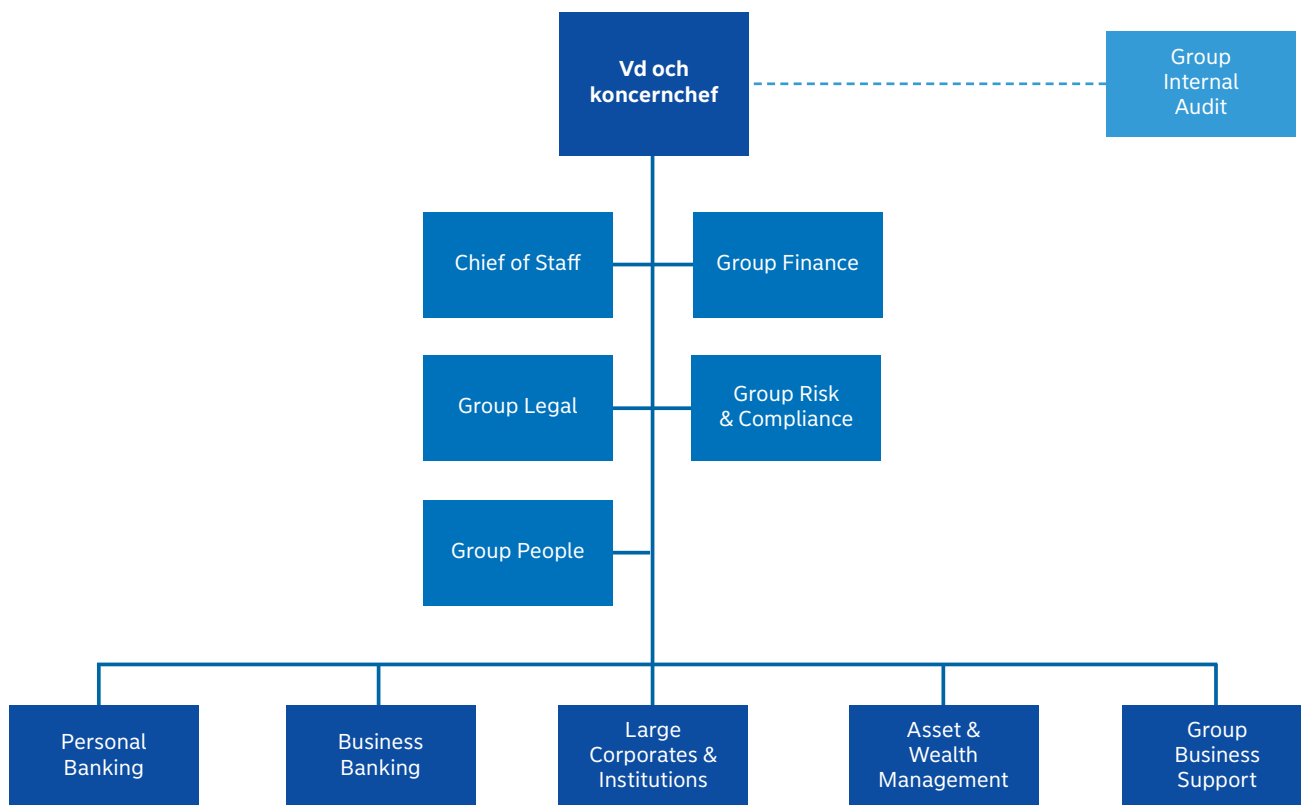 Vd och
koncernchef
Group
Internal
Audit
Chief of Staff
Group Finance
Group Legal
Group Risk
& Compliance
Group People
Personal
Banking
Business
Banking
Large
Corporates &
Institutions
Asset &
Wealth
Management
Group
Business
Support